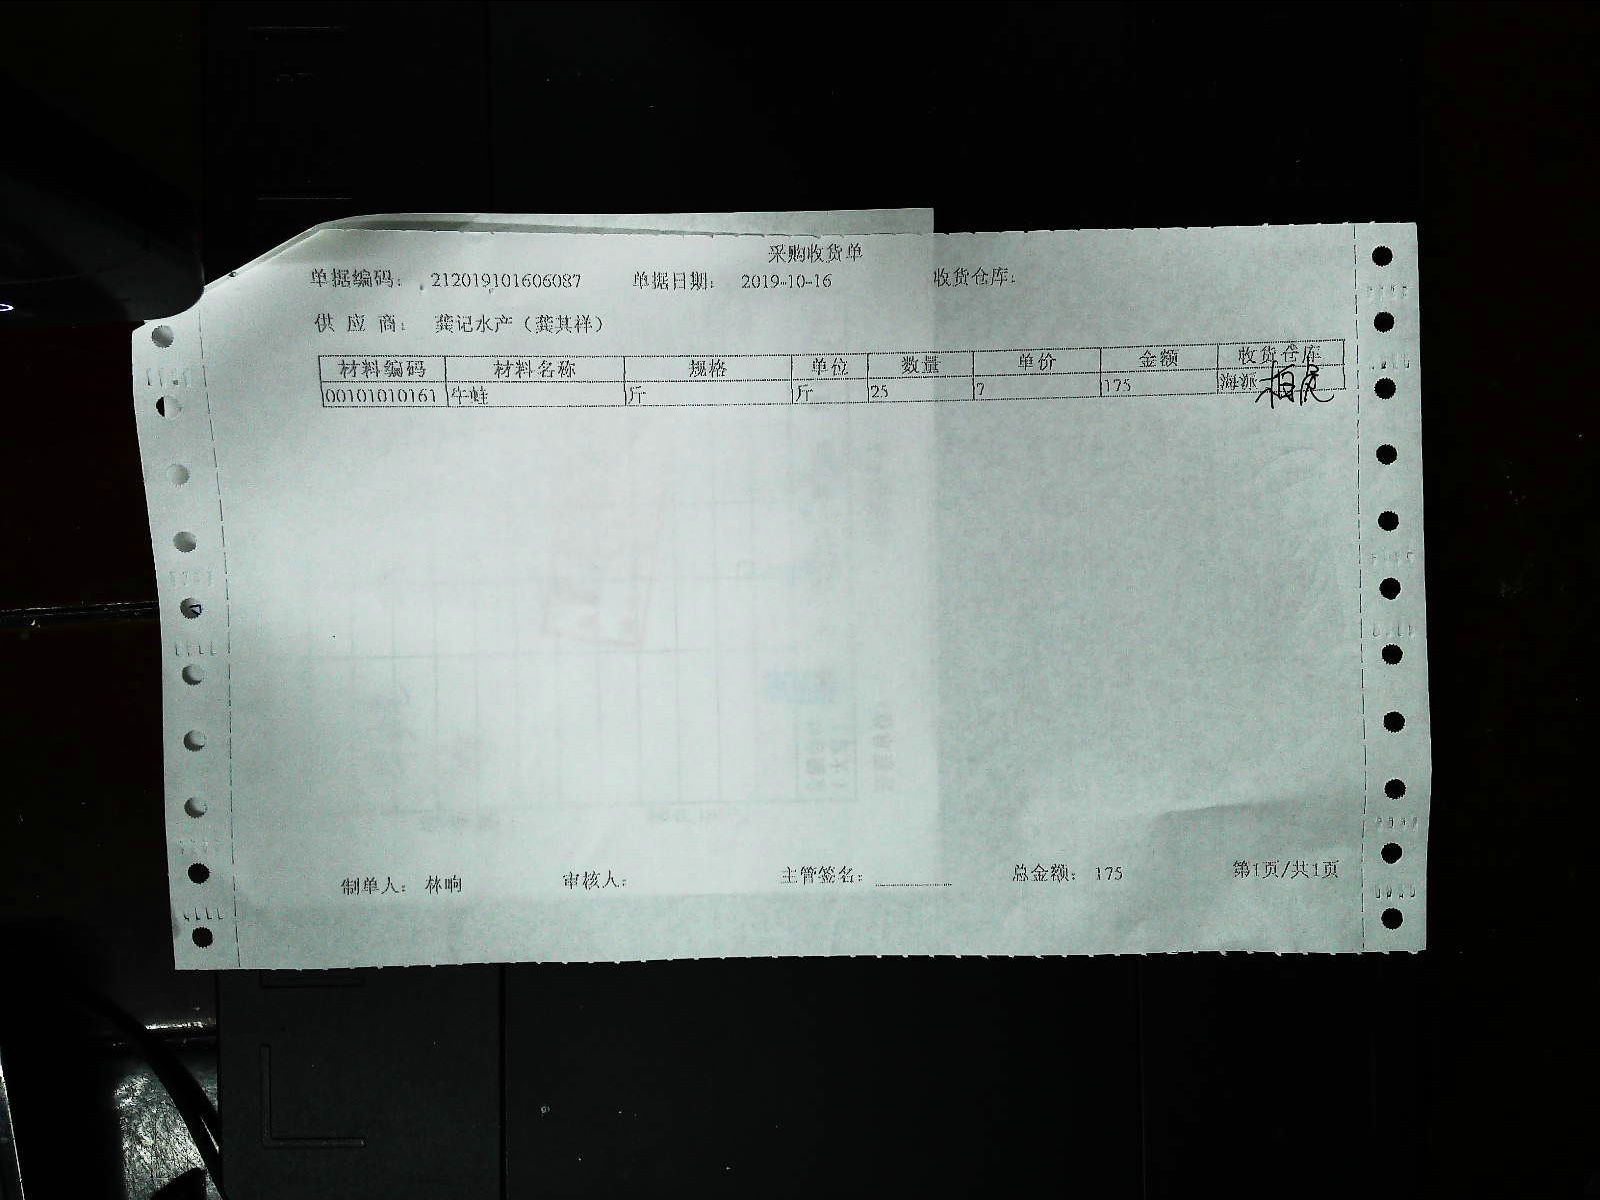 采购收货单
单据编码: 212019101606087 单据日期: 2019-10-16 收货仓库:
供应商: 龚记水产（龚其祥）
材料编码 材料名称 规格 单位 数量 单价 金额 收货仓库
00101010161 牛蛙 斤 斤 25 7 175 海派
制单人: 林响 审核人: 主管签名: 总金额: 175 第1页/共1页